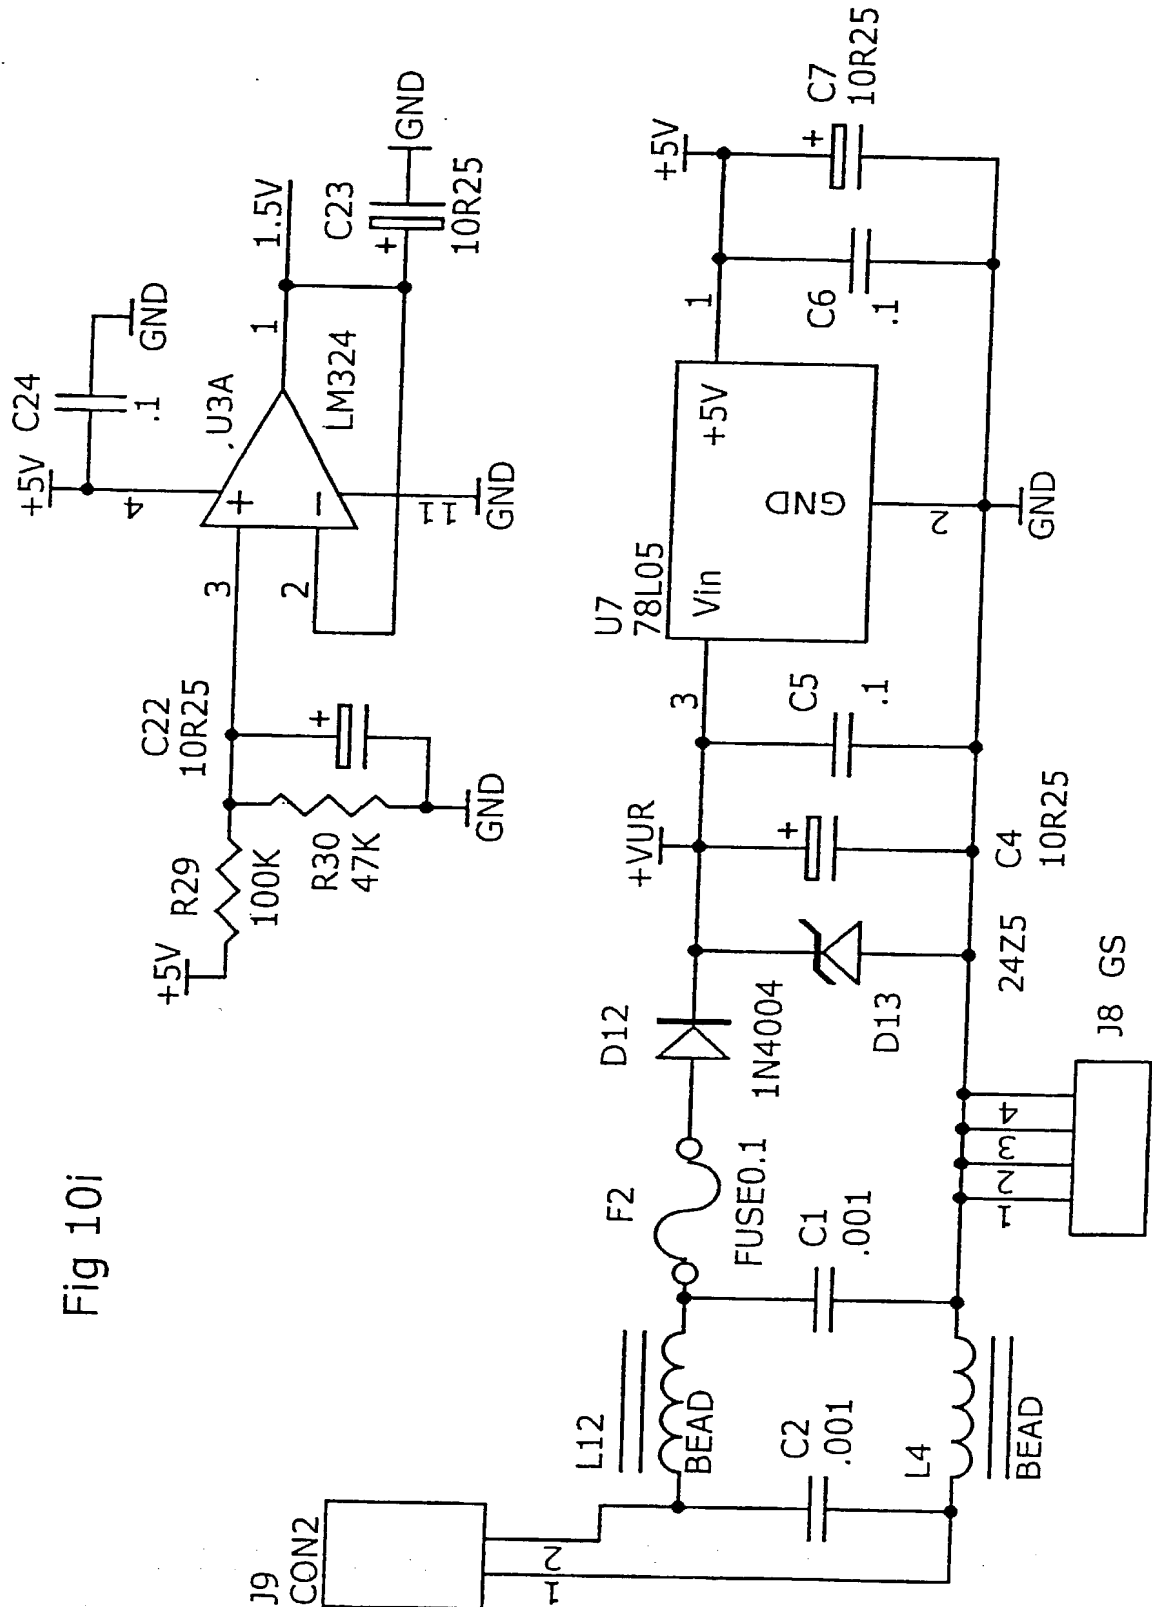 Fig 10i
+5V
C24
.1
GND
4
U3A
+
−
3
2
1
1.5V
LM324
11
GND
C23
+
10R25
GND
+5V
R29
100K
C22
10R25
+
R30
47K
GND
J9
CON2
1
2
L12
BEAD
C2
.001
L4
BEAD
F2
FUSE0.1
C1
.001
D12
1N4004
D13
24Z5
+VUR
+
C4
10R25
C5
.1
3
U7
78L05
Vin
+5V
GND
1
2
GND
C6
.1
+5V
+
C7
10R25
1
2
3
4
J8 GS